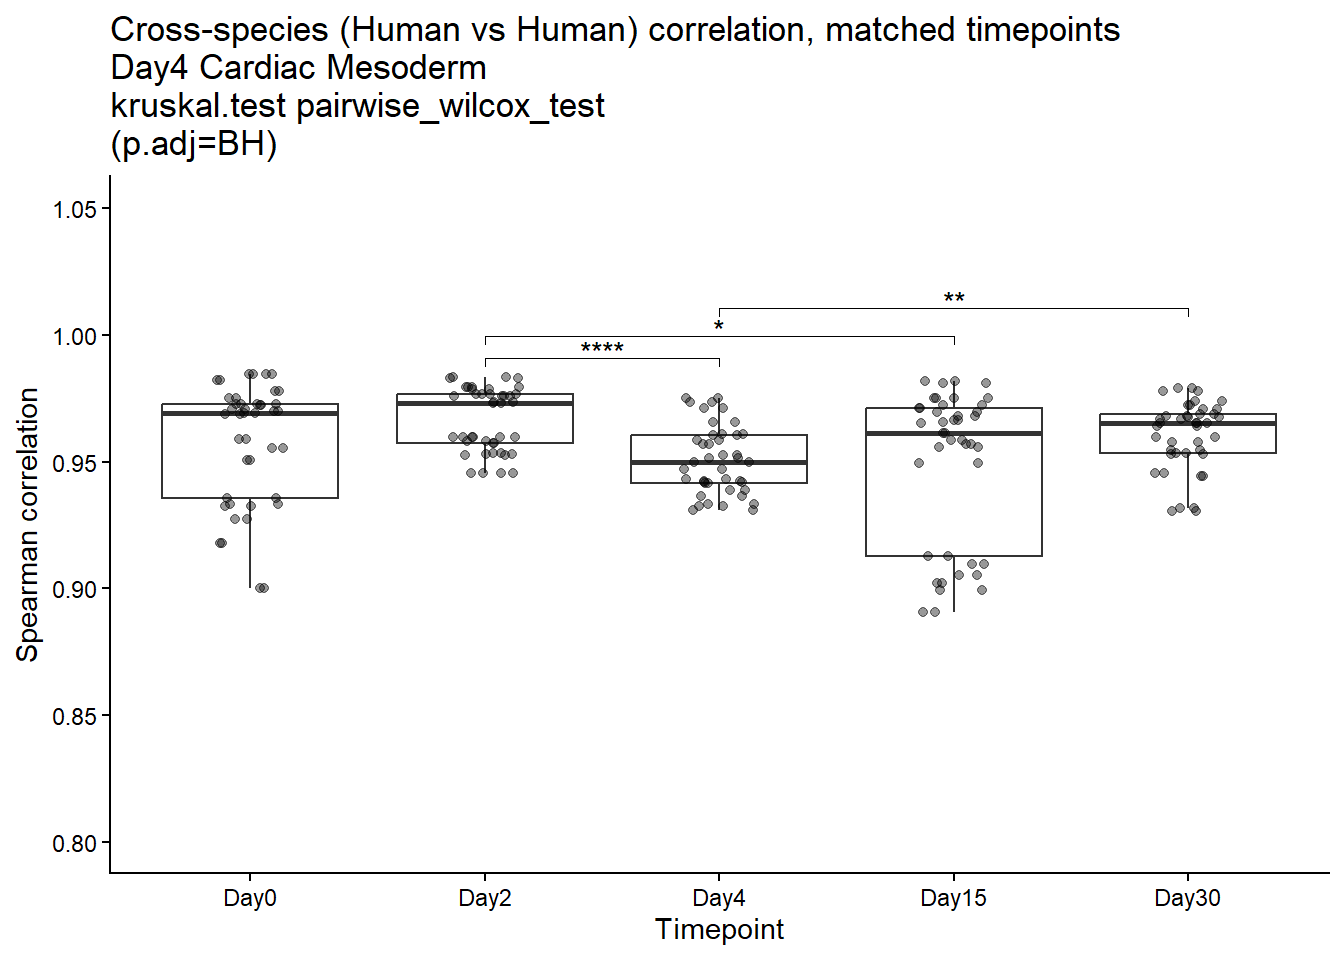 Cross-species (Human vs Human) correlation, matched timepoints
Day4 Cardiac Mesoderm
kruskal.test pairwise_wilcox_test
(p.adj=BH)
1.05
1.00
0.95
0.90
0.85
0.80
Spearman correlation
**
*
****
Day0
Day2
Day4
Day15
Day30
Timepoint